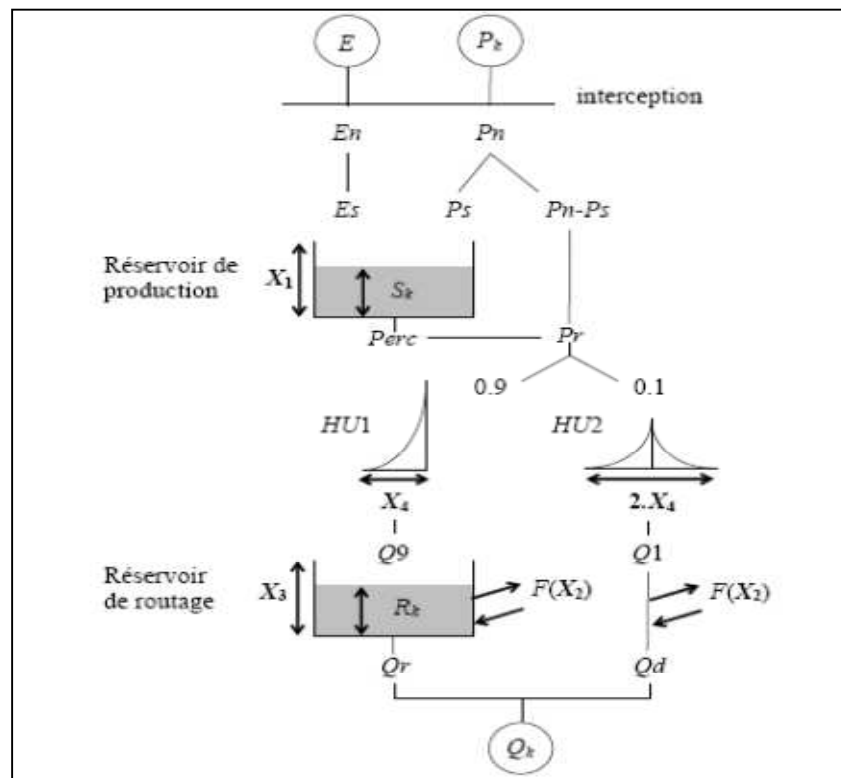 E
Pk
interception
En
Pn
Es
Ps
Pn-Ps
Réservoir de
production
X1
Sk
Perc
Pr
0.9
0.1
HU1
HU2
X4
2.X4
Q9
Q1
Réservoir
de routage
X3
Rk
F(X2)
F(X2)
Qr
Qd
Qk